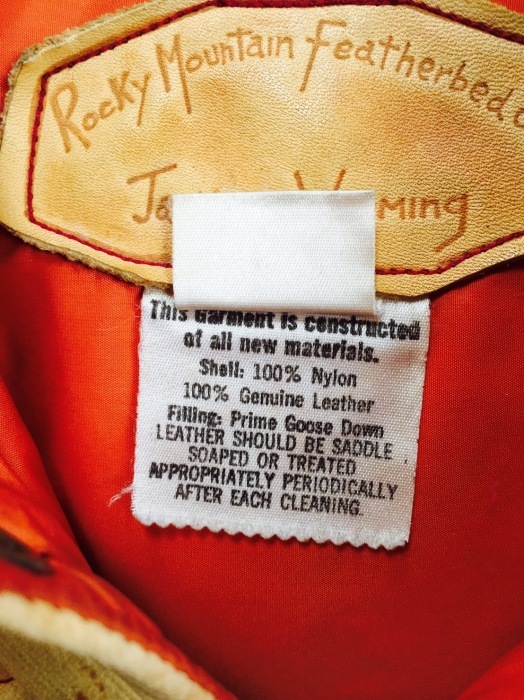 Rocky Mountain Featherbed
Ja
W
MING
This Garment is constructed
of all new materials.
Shell: 100% Nylon
100% Genuine Leather
Filling: Prime Goose Down
LEATHER SHOULD BE SADDLE
SOAPED OR TREATED
APPROPRIATELY PERIODICALLY
AFTER EACH CLEANING.